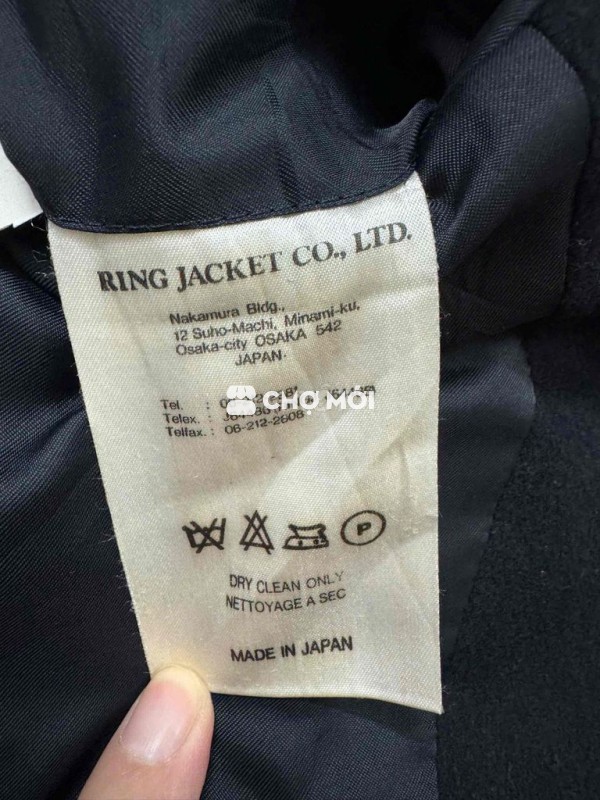 RING JACKET CO., LTD.
Nakamura Bldg.,
12 Suho-Machi, Minami-ku,
Osaka-city OSAKA 542
JAPAN
Tel. :
CHỢ MỚI
Telex. :
Telfax. : 06-212-2608
P
DRY CLEAN ONLY
NETTOYAGE A SEC
MADE IN JAPAN